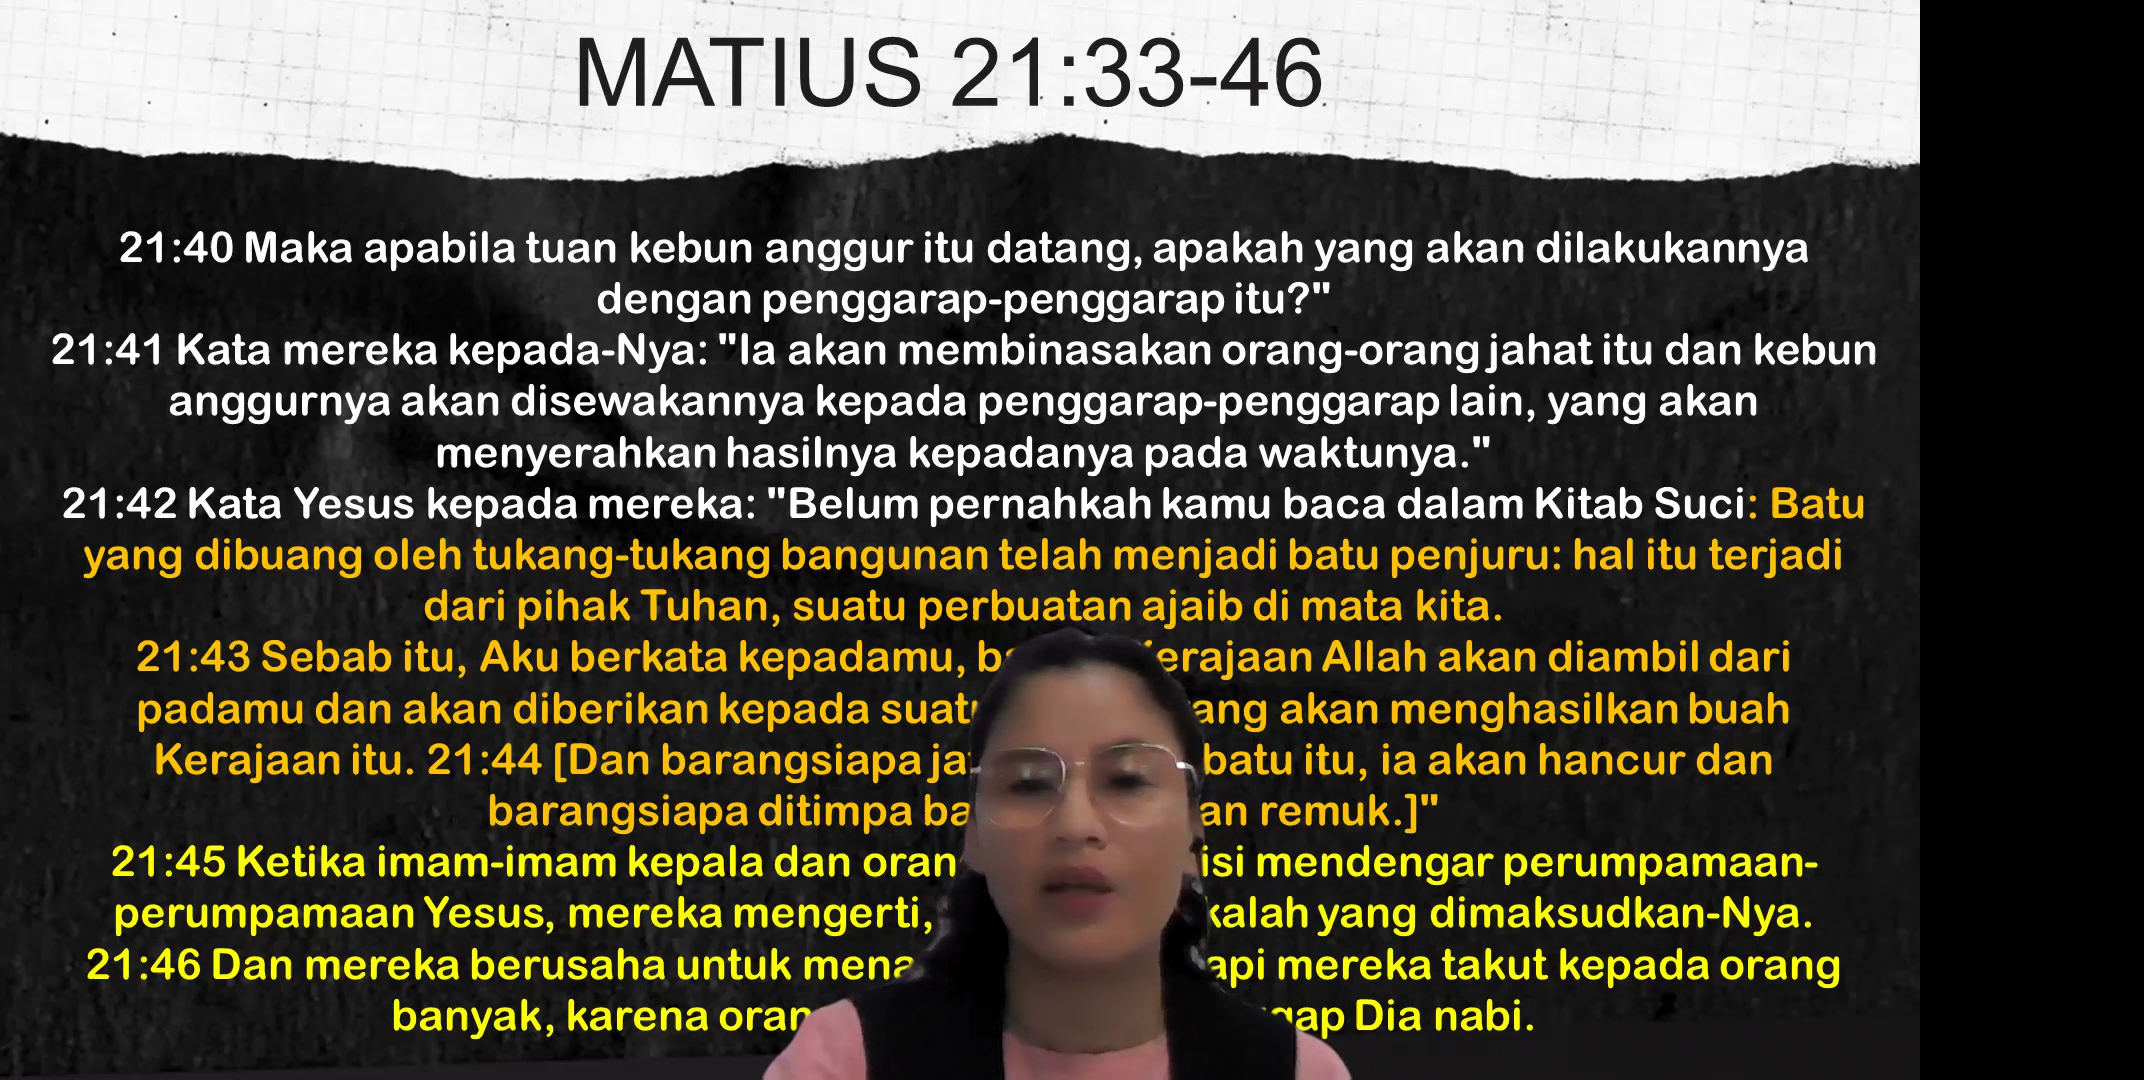 MATIUS 21:33-46
21:40 Maka apabila tuan kebun anggur itu datang, apakah yang akan dilakukannya
dengan penggarap-penggarap itu?"
21:41 Kata mereka kepada-Nya: "Ia akan membinasakan orang-orang jahat itu dan kebun
anggurnya akan disewakannya kepada penggarap-penggarap lain, yang akan
menyerahkan hasilnya kepadanya pada waktunya."
21:42 Kata Yesus kepada mereka: "Belum pernahkah kamu baca dalam Kitab Suci: Batu
yang dibuang oleh tukang-tukang bangunan telah menjadi batu penjuru: hal itu terjadi
dari pihak Tuhan, suatu perbuatan ajaib di mata kita.
21:43 Sebab itu, Aku berkata kepadamu, Kerajaan Allah akan diambil dari
padamu dan akan diberikan kepada suatu yang akan menghasilkan buah
Kerajaan itu. 21:44 [Dan barangsiapa batu itu, ia akan hancur dan
barangsiapa ditimpa remuk.]"
21:45 Ketika imam-imam kepala dan mendengar perumpamaan-
perumpamaan Yesus, mereka mengerti, yang dimaksudkan-Nya.
21:46 Dan mereka berusaha untuk mereka takut kepada orang
banyak, karena Dia nabi.